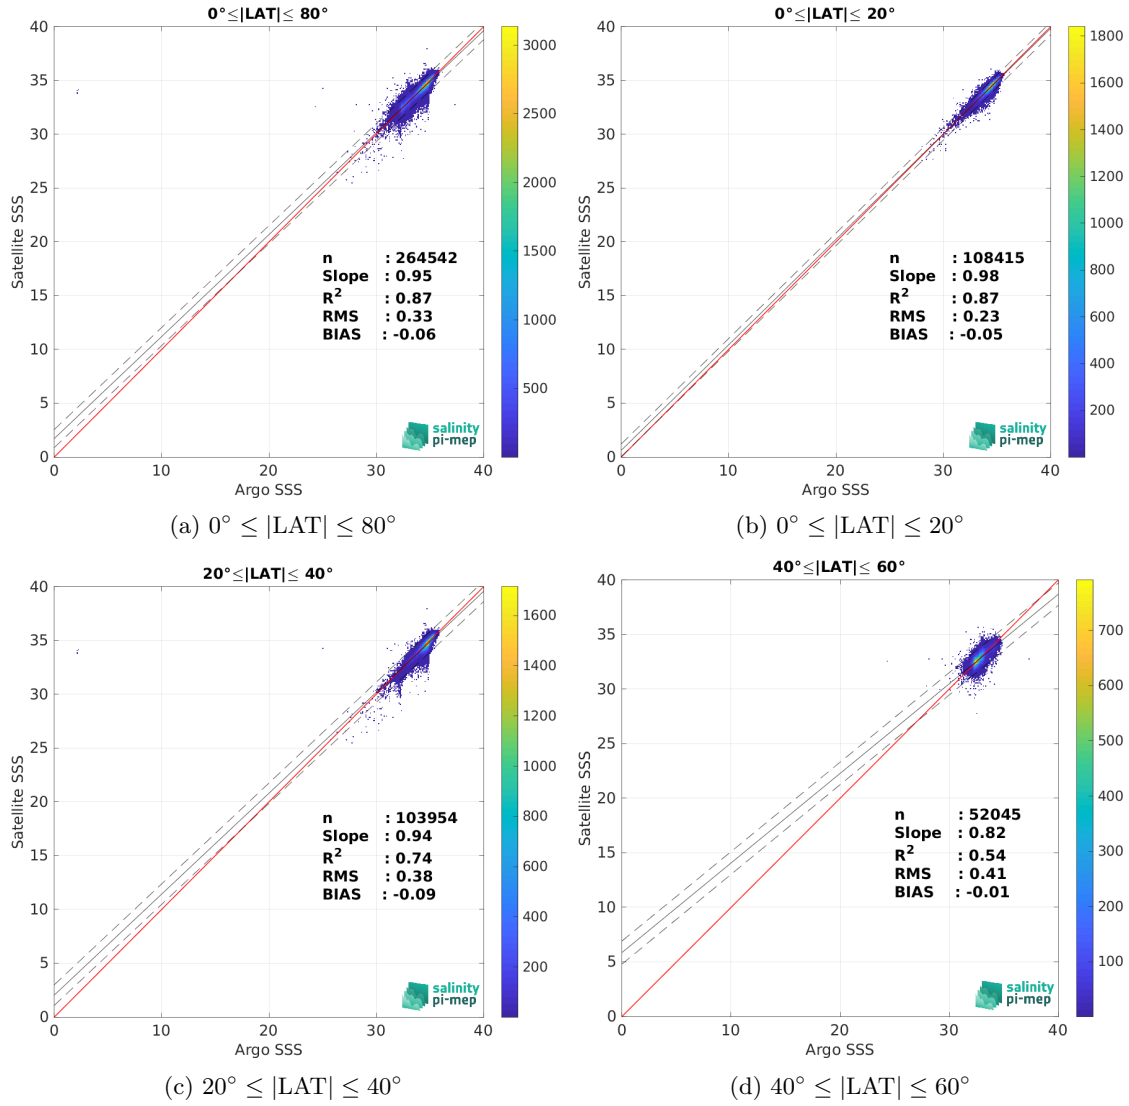 0°≤|LAT|≤ 80°
40
35
30
25
20
15
10
5
0
Satellite SSS
n : 264542
Slope : 0.95
R² : 0.87
RMS : 0.33
BIAS : -0.06
salinity
pi-mep
0 10 20 30 40
Argo SSS
3000
2500
2000
1500
1000
500
(a) 0° ≤ |LAT| ≤ 80°
0°≤|LAT|≤ 20°
40
35
30
25
20
15
10
5
0
Satellite SSS
n : 108415
Slope : 0.98
R² : 0.87
RMS : 0.23
BIAS : -0.05
salinity
pi-mep
0 10 20 30 40
Argo SSS
1800
1600
1400
1200
1000
800
600
400
200
(b) 0° ≤ |LAT| ≤ 20°
20°≤|LAT|≤ 40°
40
35
30
25
20
15
10
5
0
Satellite SSS
n : 103954
Slope : 0.94
R² : 0.74
RMS : 0.38
BIAS : -0.09
salinity
pi-mep
0 10 20 30 40
Argo SSS
1600
1400
1200
1000
800
600
400
200
(c) 20° ≤ |LAT| ≤ 40°
40°≤|LAT|≤ 60°
40
35
30
25
20
15
10
5
0
Satellite SSS
n : 52045
Slope : 0.82
R² : 0.54
RMS : 0.41
BIAS : -0.01
salinity
pi-mep
0 10 20 30 40
Argo SSS
700
600
500
400
300
200
100
(d) 40° ≤ |LAT| ≤ 60°